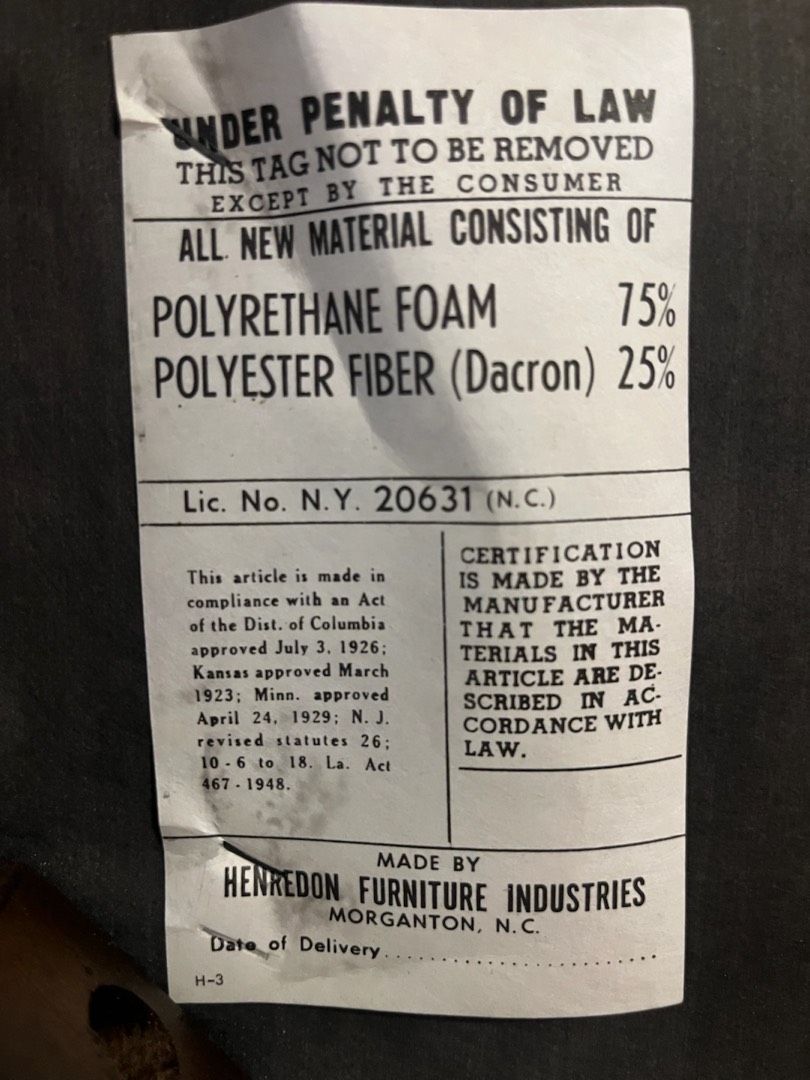 UNDER PENALTY OF LAW
THIS TAG NOT TO BE REMOVED
EXCEPT BY THE CONSUMER
ALL NEW MATERIAL CONSISTING OF
POLYRETHANE FOAM 75%
POLYESTER FIBER (Dacron) 25%
Lic. No. N.Y. 20631 (N.C.)
This article is made in
compliance with an Act
of the Dist. of Columbia
approved July 3, 1926;
Kansas approved March
1923; Minn. approved
April 24, 1929; N. J.
revised statutes 26;
10-6 to 18. La. Act
467-1948.
CERTIFICATION
IS MADE BY THE
MANUFACTURER
THAT THE MA-
TERIALS IN THIS
ARTICLE ARE DE-
SCRIBED IN AC-
CORDANCE WITH
LAW.
MADE BY
HENREDON FURNITURE INDUSTRIES
MORGANTON, N.C.
Date of Delivery........................
H-3